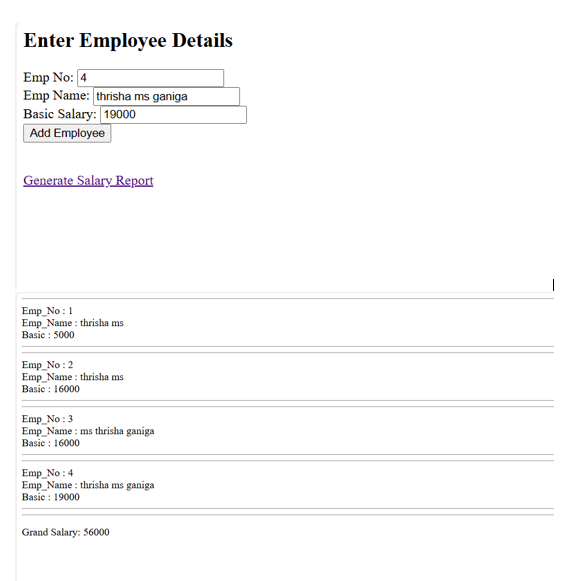 Enter Employee Details
Emp No: 4
Emp Name: thrisha ms ganiga
Basic Salary: 19000
Add Employee
Generate Salary Report
Emp_No : 1
Emp_Name : thrisha ms
Basic : 5000
Emp_No : 2
Emp_Name : thrisha ms
Basic : 16000
Emp_No : 3
Emp_Name : ms thrisha ganiga
Basic : 16000
Emp_No : 4
Emp_Name : thrisha ms ganiga
Basic : 19000
Grand Salary: 56000